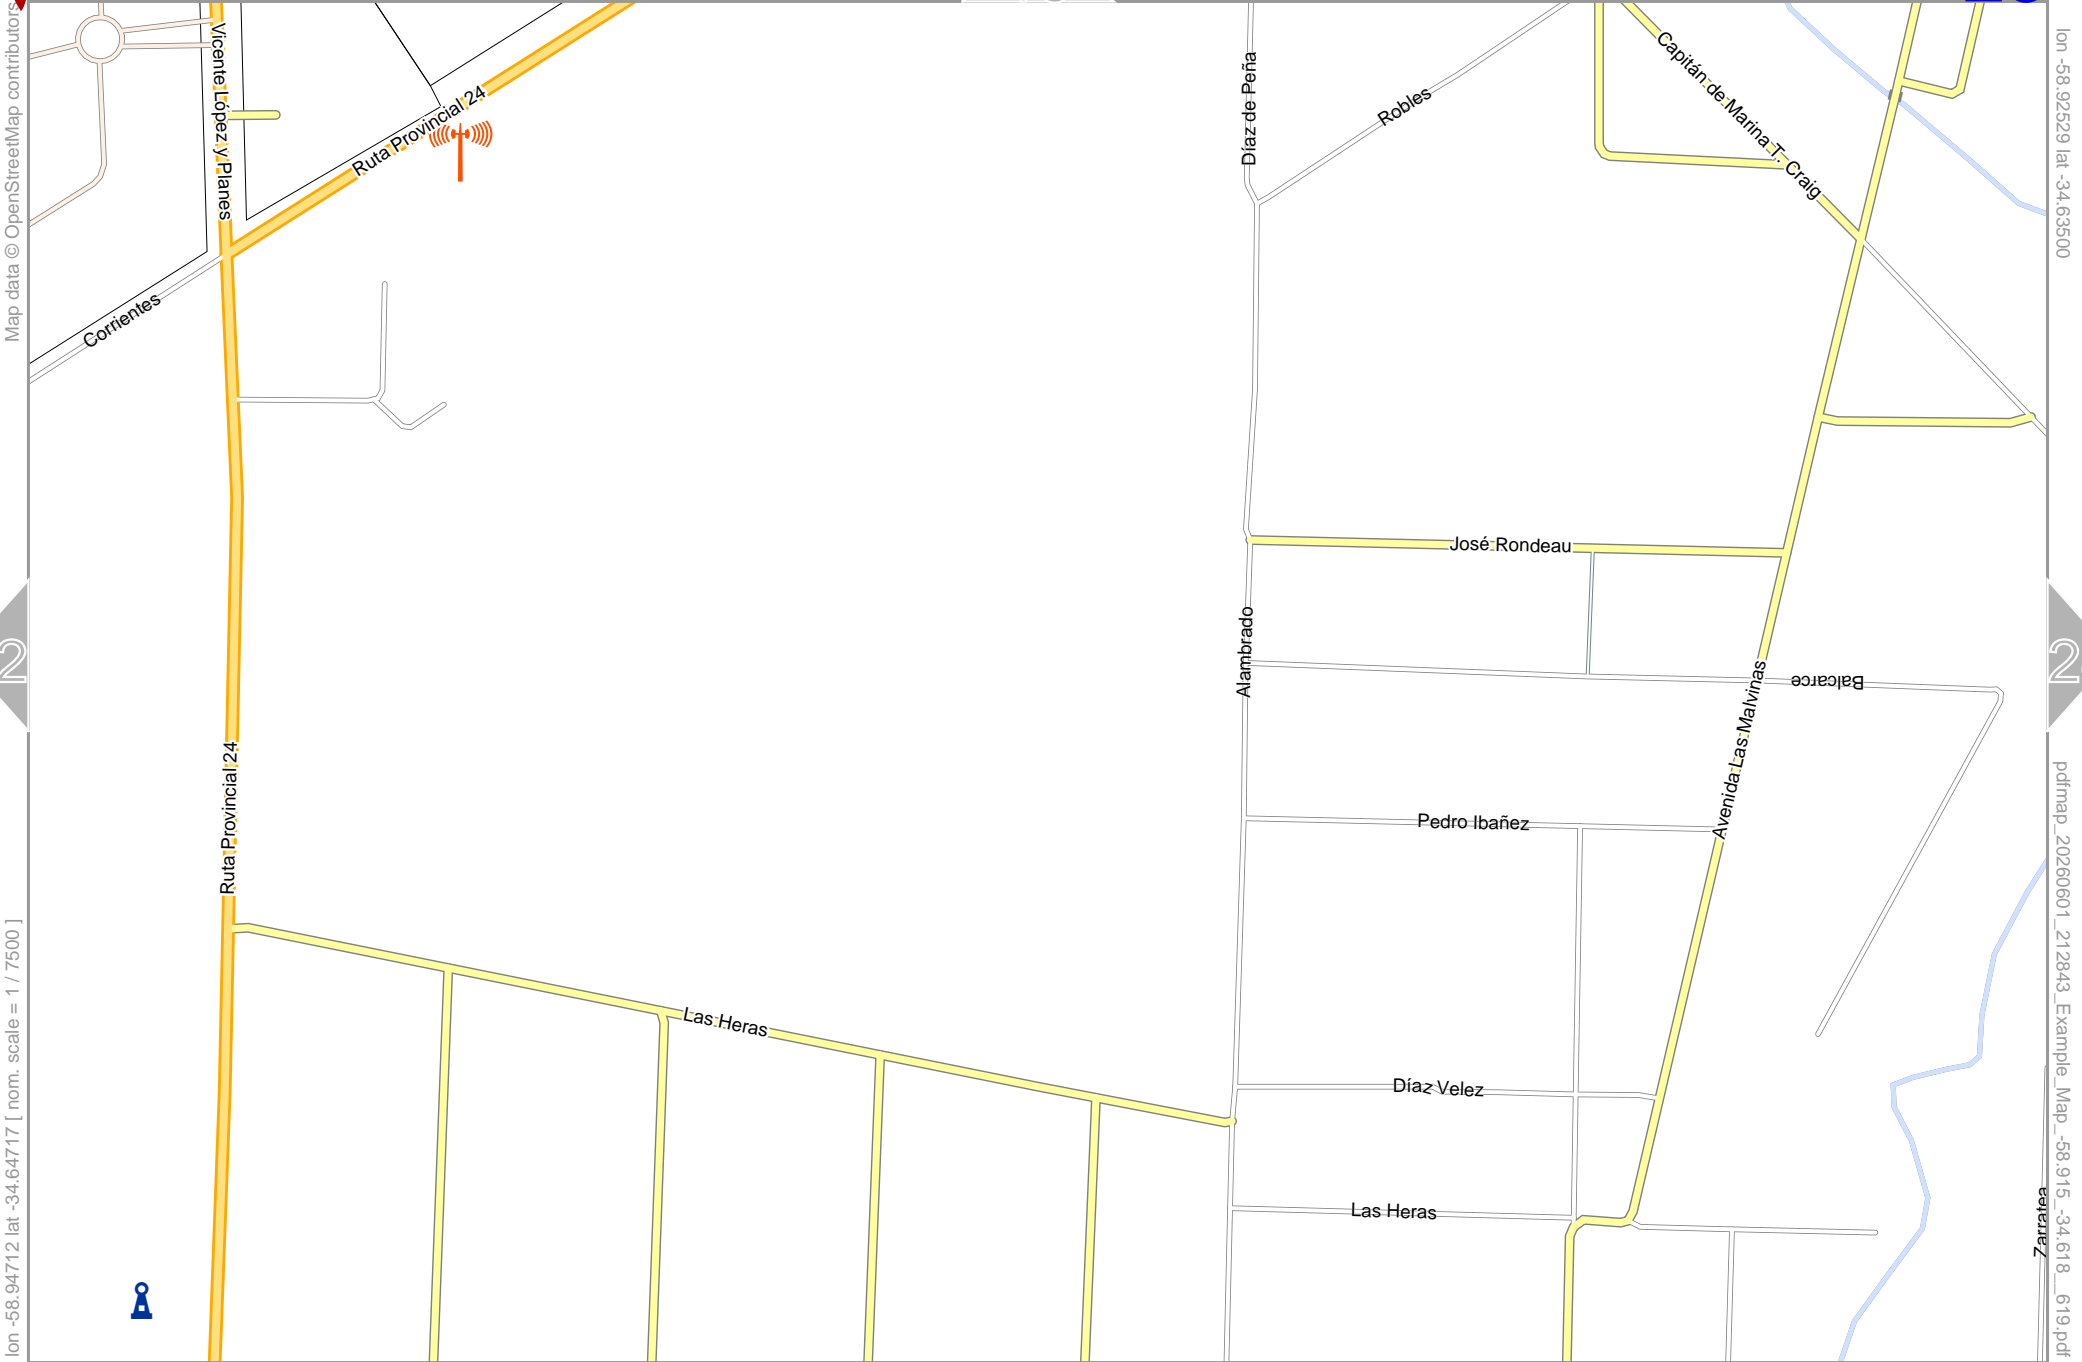 Map data © OpenStreetMap contributors
lon -58.94712 lat -34.64717 [ nom. scale = 1 / 7500 ]
lon -58.92529 lat -34.63500
pdfmap_20260601_212843_Example_Map_-58.915_-34.618__619.pdf
Vicente López y Planes
Ruta Provincial 24
Corrientes
Díaz de Peña
Robles
Capitán de Marina T. Craig
José Rondeau
Alambrado
Balcarce
Avenida Las Malvinas
Ruta Provincial 24
Pedro Ibañez
Las Heras
Díaz Velez
Las Heras
Zarratea
2
2